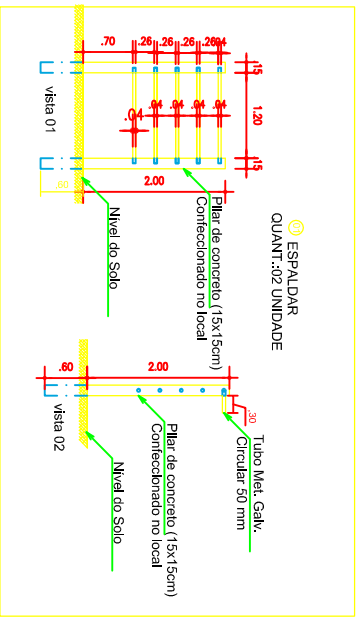 ESPALDAR
QUANT.:02 UNIDADE
.70
.26
.26
.26
.26
.04
.04
.04
.04
.04
.04
.15
1.20
.15
2.00
.60
vista 01
Nível do Solo
Pilar de concreto (15x15cm)
Confeccionado no local
.60
2.00
.30
vista 02
Tubo Met. Galv.
Circular 50 mm
Pilar de concreto (15x15cm)
Confeccionado no local
Nível do Solo